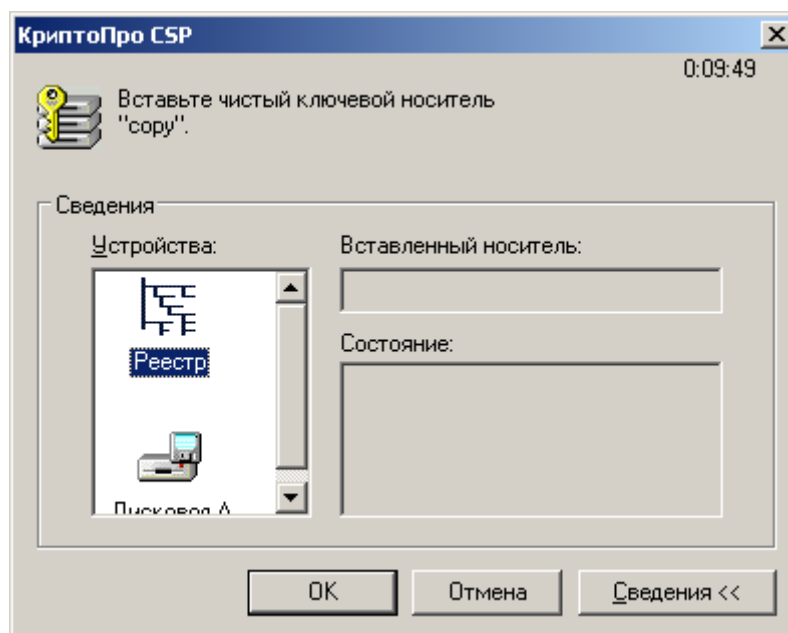 КриптоПро CSP
0:09:49
Вставьте чистый ключевой носитель
"copy".
Сведения
Устройства:
Вставленный носитель:
Реестр
Состояние:
Дисковод A
OK
Отмена
Сведения <<